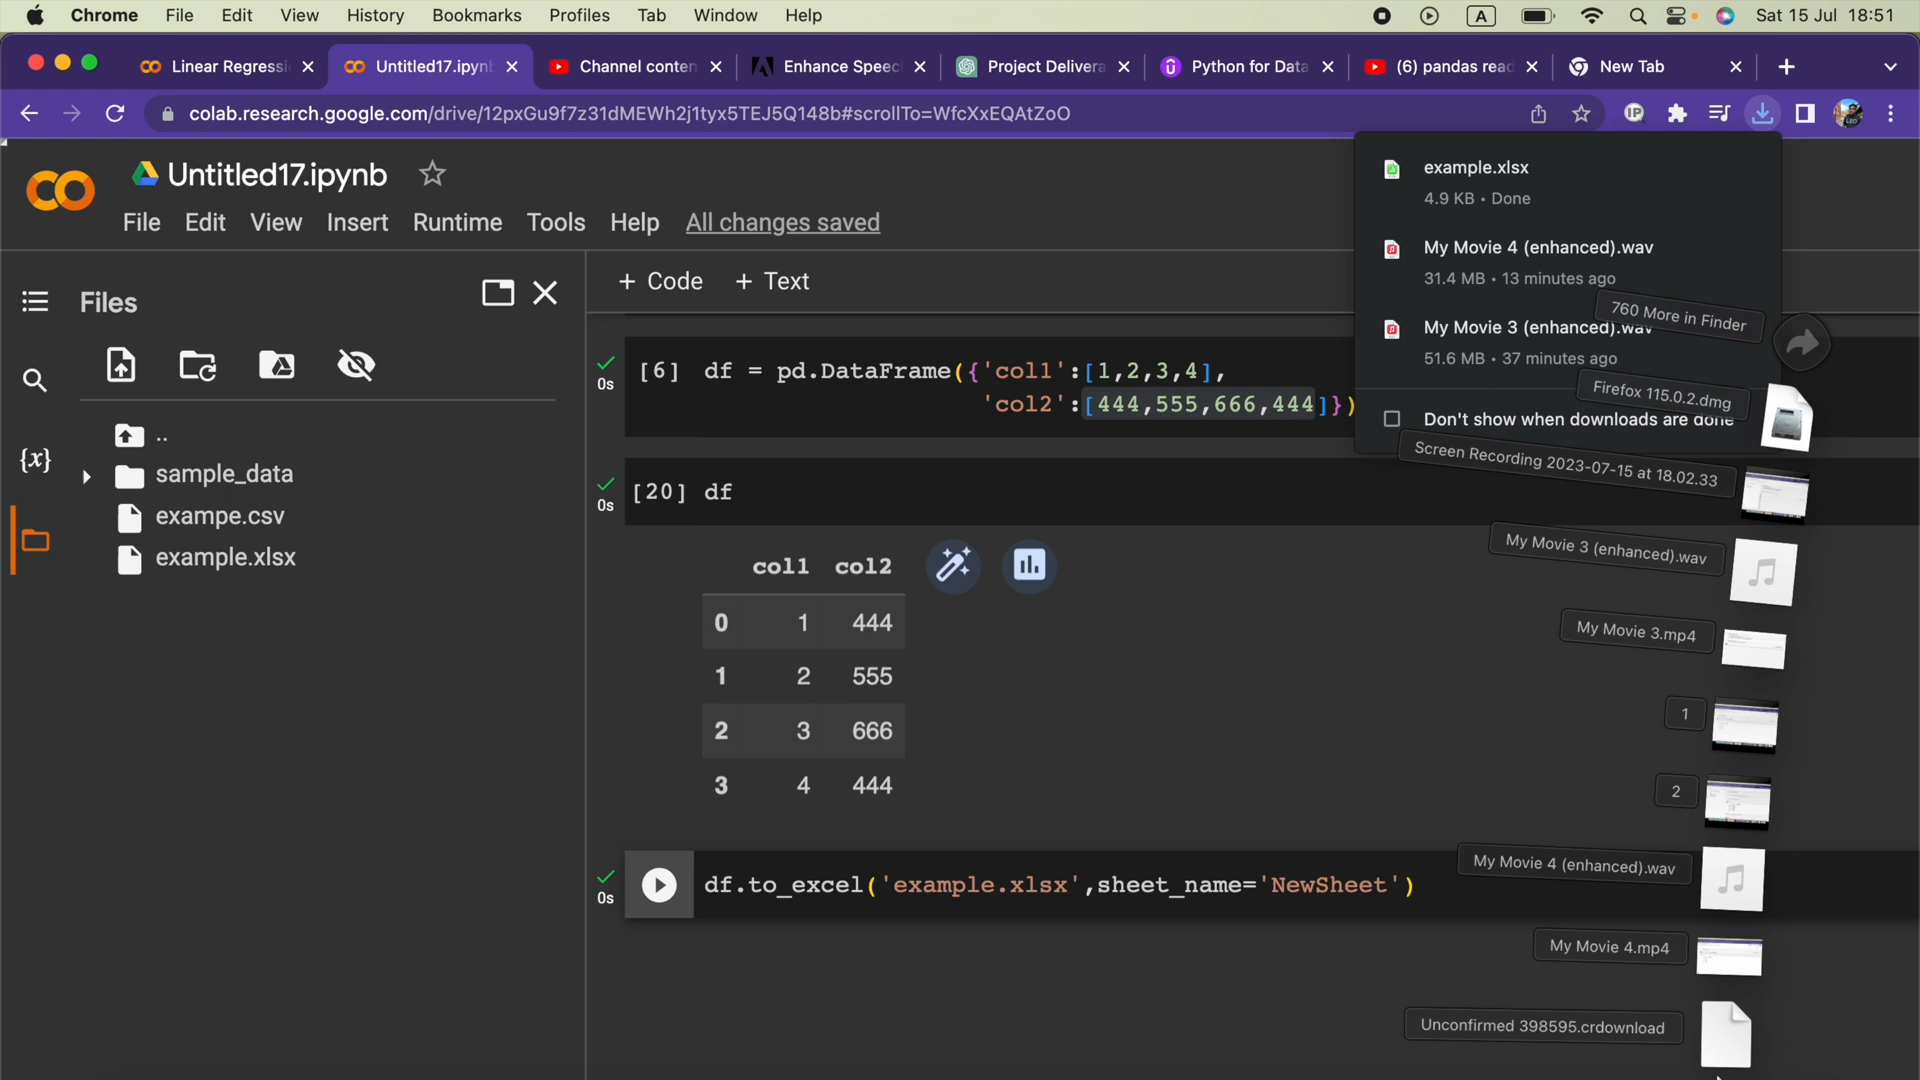 Chrome File Edit View History Bookmarks Profiles Tab Window Help
A
Sat 15 Jul 18:51
Linear Regressi
Untitled17.ipynb
Channel conten
Enhance Speec
Project Delivera
Python for Data
(6) pandas read
New Tab
colab.research.google.com/drive/12pxGu9f7z31dMEWh2j1tyx5TEJ5Q148b#scrollTo=WfcXxEQAtZoO
IP
Untitled17.ipynb
File Edit View Insert Runtime Tools Help All changes saved
Files
..
sample_data
exampe.csv
example.xlsx
{x}
+ Code + Text
[6] df = pd.DataFrame({'col1':[1,2,3,4],
'col2':[444,555,666,444]})
0s
[20] df
0s
col1 col2
0 1 444
1 2 555
2 3 666
3 4 444
df.to_excel('example.xlsx',sheet_name='NewSheet')
0s
example.xlsx
4.9 KB • Done
My Movie 4 (enhanced).wav
31.4 MB • 13 minutes ago
My Movie 3 (enhanced).wav
51.6 MB • 37 minutes ago
Don't show when downloads are done
760 More in Finder
Firefox 115.0.2.dmg
Screen Recording 2023-07-15 at 18.02.33
My Movie 3 (enhanced).wav
My Movie 3.mp4
1
2
My Movie 4 (enhanced).wav
My Movie 4.mp4
Unconfirmed 398595.crdownload